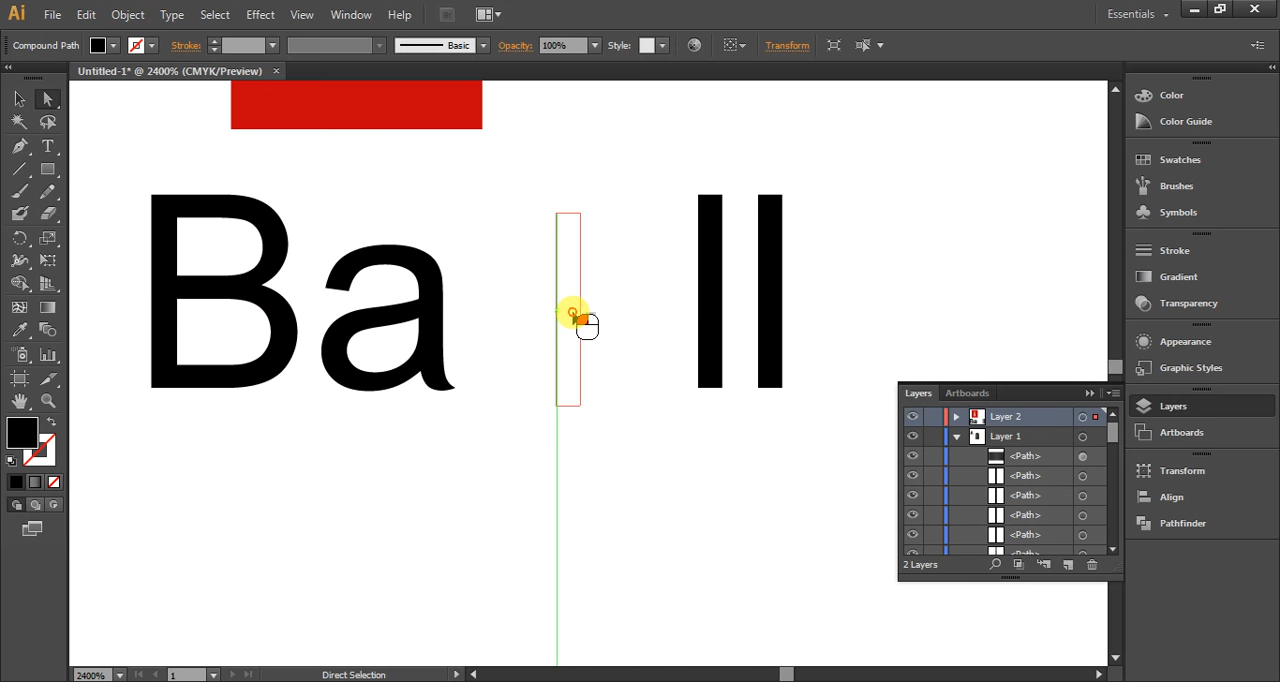 Ai File Edit Object Type Select Effect View Window Help Essentials
Compound Path Stroke: Basic Opacity: 100% Style: Transform
Untitled-1* @ 2400% (CMYK/Preview)
Ba ll
Color
Color Guide
Swatches
Brushes
Symbols
Stroke
Gradient
Transparency
Appearance
Graphic Styles
Layers
Artboards
Transform
Align
Pathfinder
Layers Artboards
Layer 2
Layer 1
<Path>
<Path>
<Path>
<Path>
<Path>
<Path>
2 Layers
2400% 1 Direct Selection